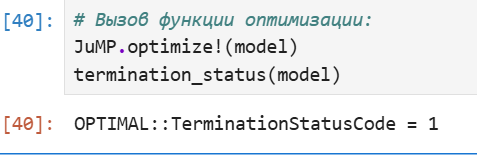 [40]: # Вызов функции оптимизации:
JuMP.optimize!(model)
termination_status(model)
[40]: OPTIMAL::TerminationStatusCode = 1